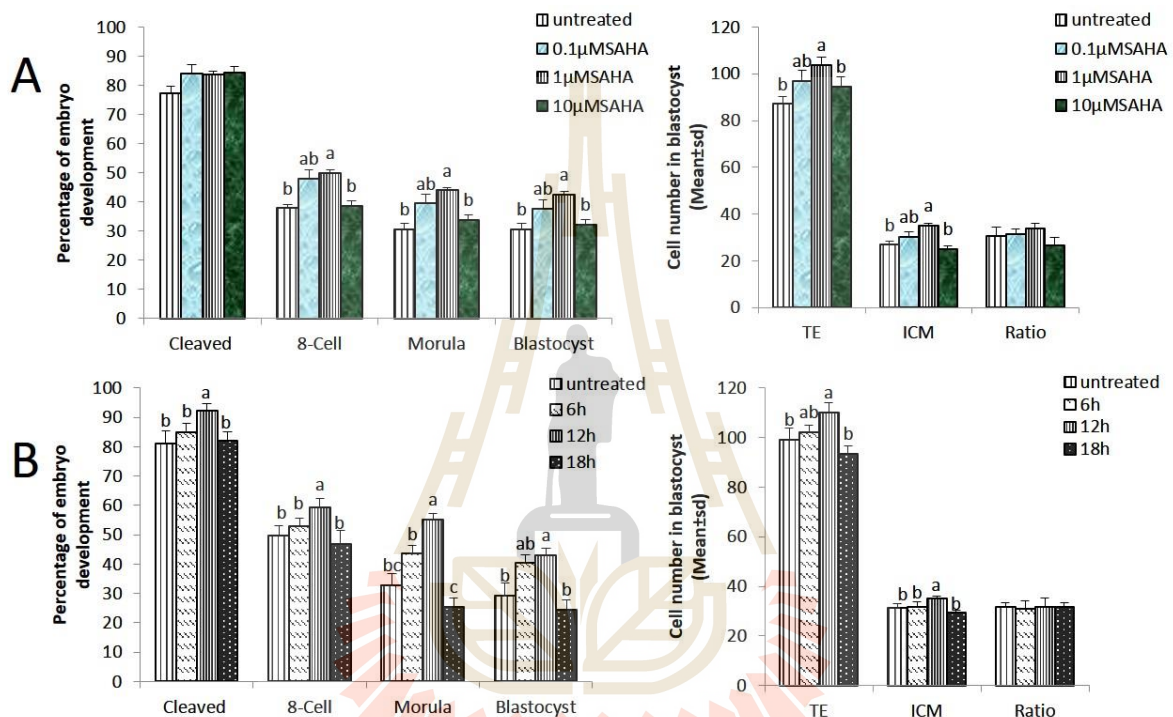 A
Percentage of embryo
development
100
90
80
70
60
50
40
30
20
10
0
untreated
0.1µMSAHA
1µMSAHA
10µMSAHA
b ab a b
b ab a b
b ab a b
Cleaved 8-Cell Morula Blastocyst
Cell number in blastocyst
(Mean±sd)
120
100
80
60
40
20
0
untreated
0.1µMSAHA
1µMSAHA
10µMSAHA
b ab a b
b ab a b
TE ICM Ratio
B
Percentage of embryo
development
100
90
80
70
60
50
40
30
20
10
0
untreated
6h
12h
18h
b b a b
b b a b
bc b a c
b ab a b
Cleaved 8-Cell Morula Blastocyst
Cell number in blastocyst
(Mean±sd)
120
100
80
60
40
20
0
untreated
6h
12h
18h
b ab a b
b b a b
TE ICM Ratio